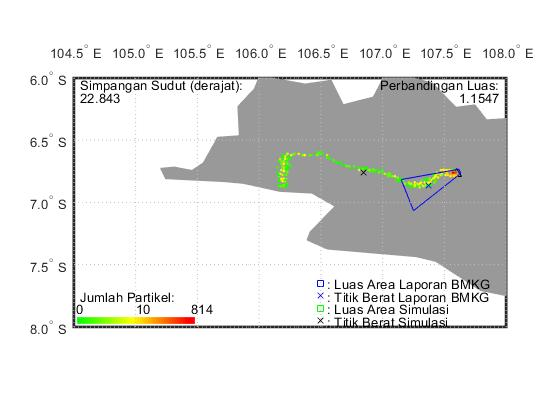 104.5° E 105.0° E 105.5° E 106.0° E 106.5° E 107.0° E 107.5° E 108.0° E
6.0° S
Simpangan Sudut (derajat):
22.843
Perbandingan Luas:
1.1547
6.5° S
7.0° S
7.5° S
8.0° S
Jumlah Partikel:
0 10 814
: Luas Area Laporan BMKG
: Titik Berat Laporan BMKG
: Luas Area Simulasi
: Titik Berat Simulasi